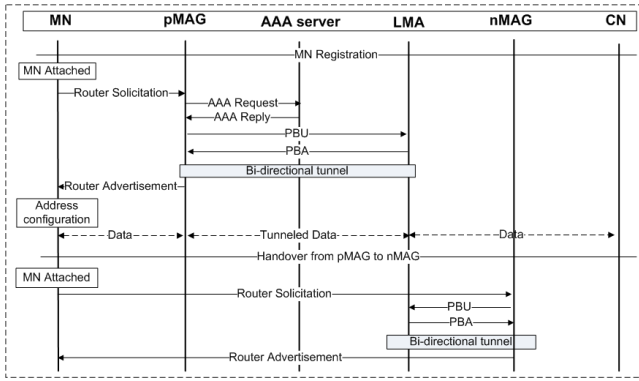 MN pMAG AAA server LMA nMAG CN
MN Registration
MN Attached
Router Solicitation
AAA Request
AAA Reply
PBU
PBA
Bi-directional tunnel
Router Advertisement
Address
configuration
Data Tunneled Data Data
Handover from pMAG to nMAG
MN Attached
Router Solicitation
PBU
PBA
Bi-directional tunnel
Router Advertisement